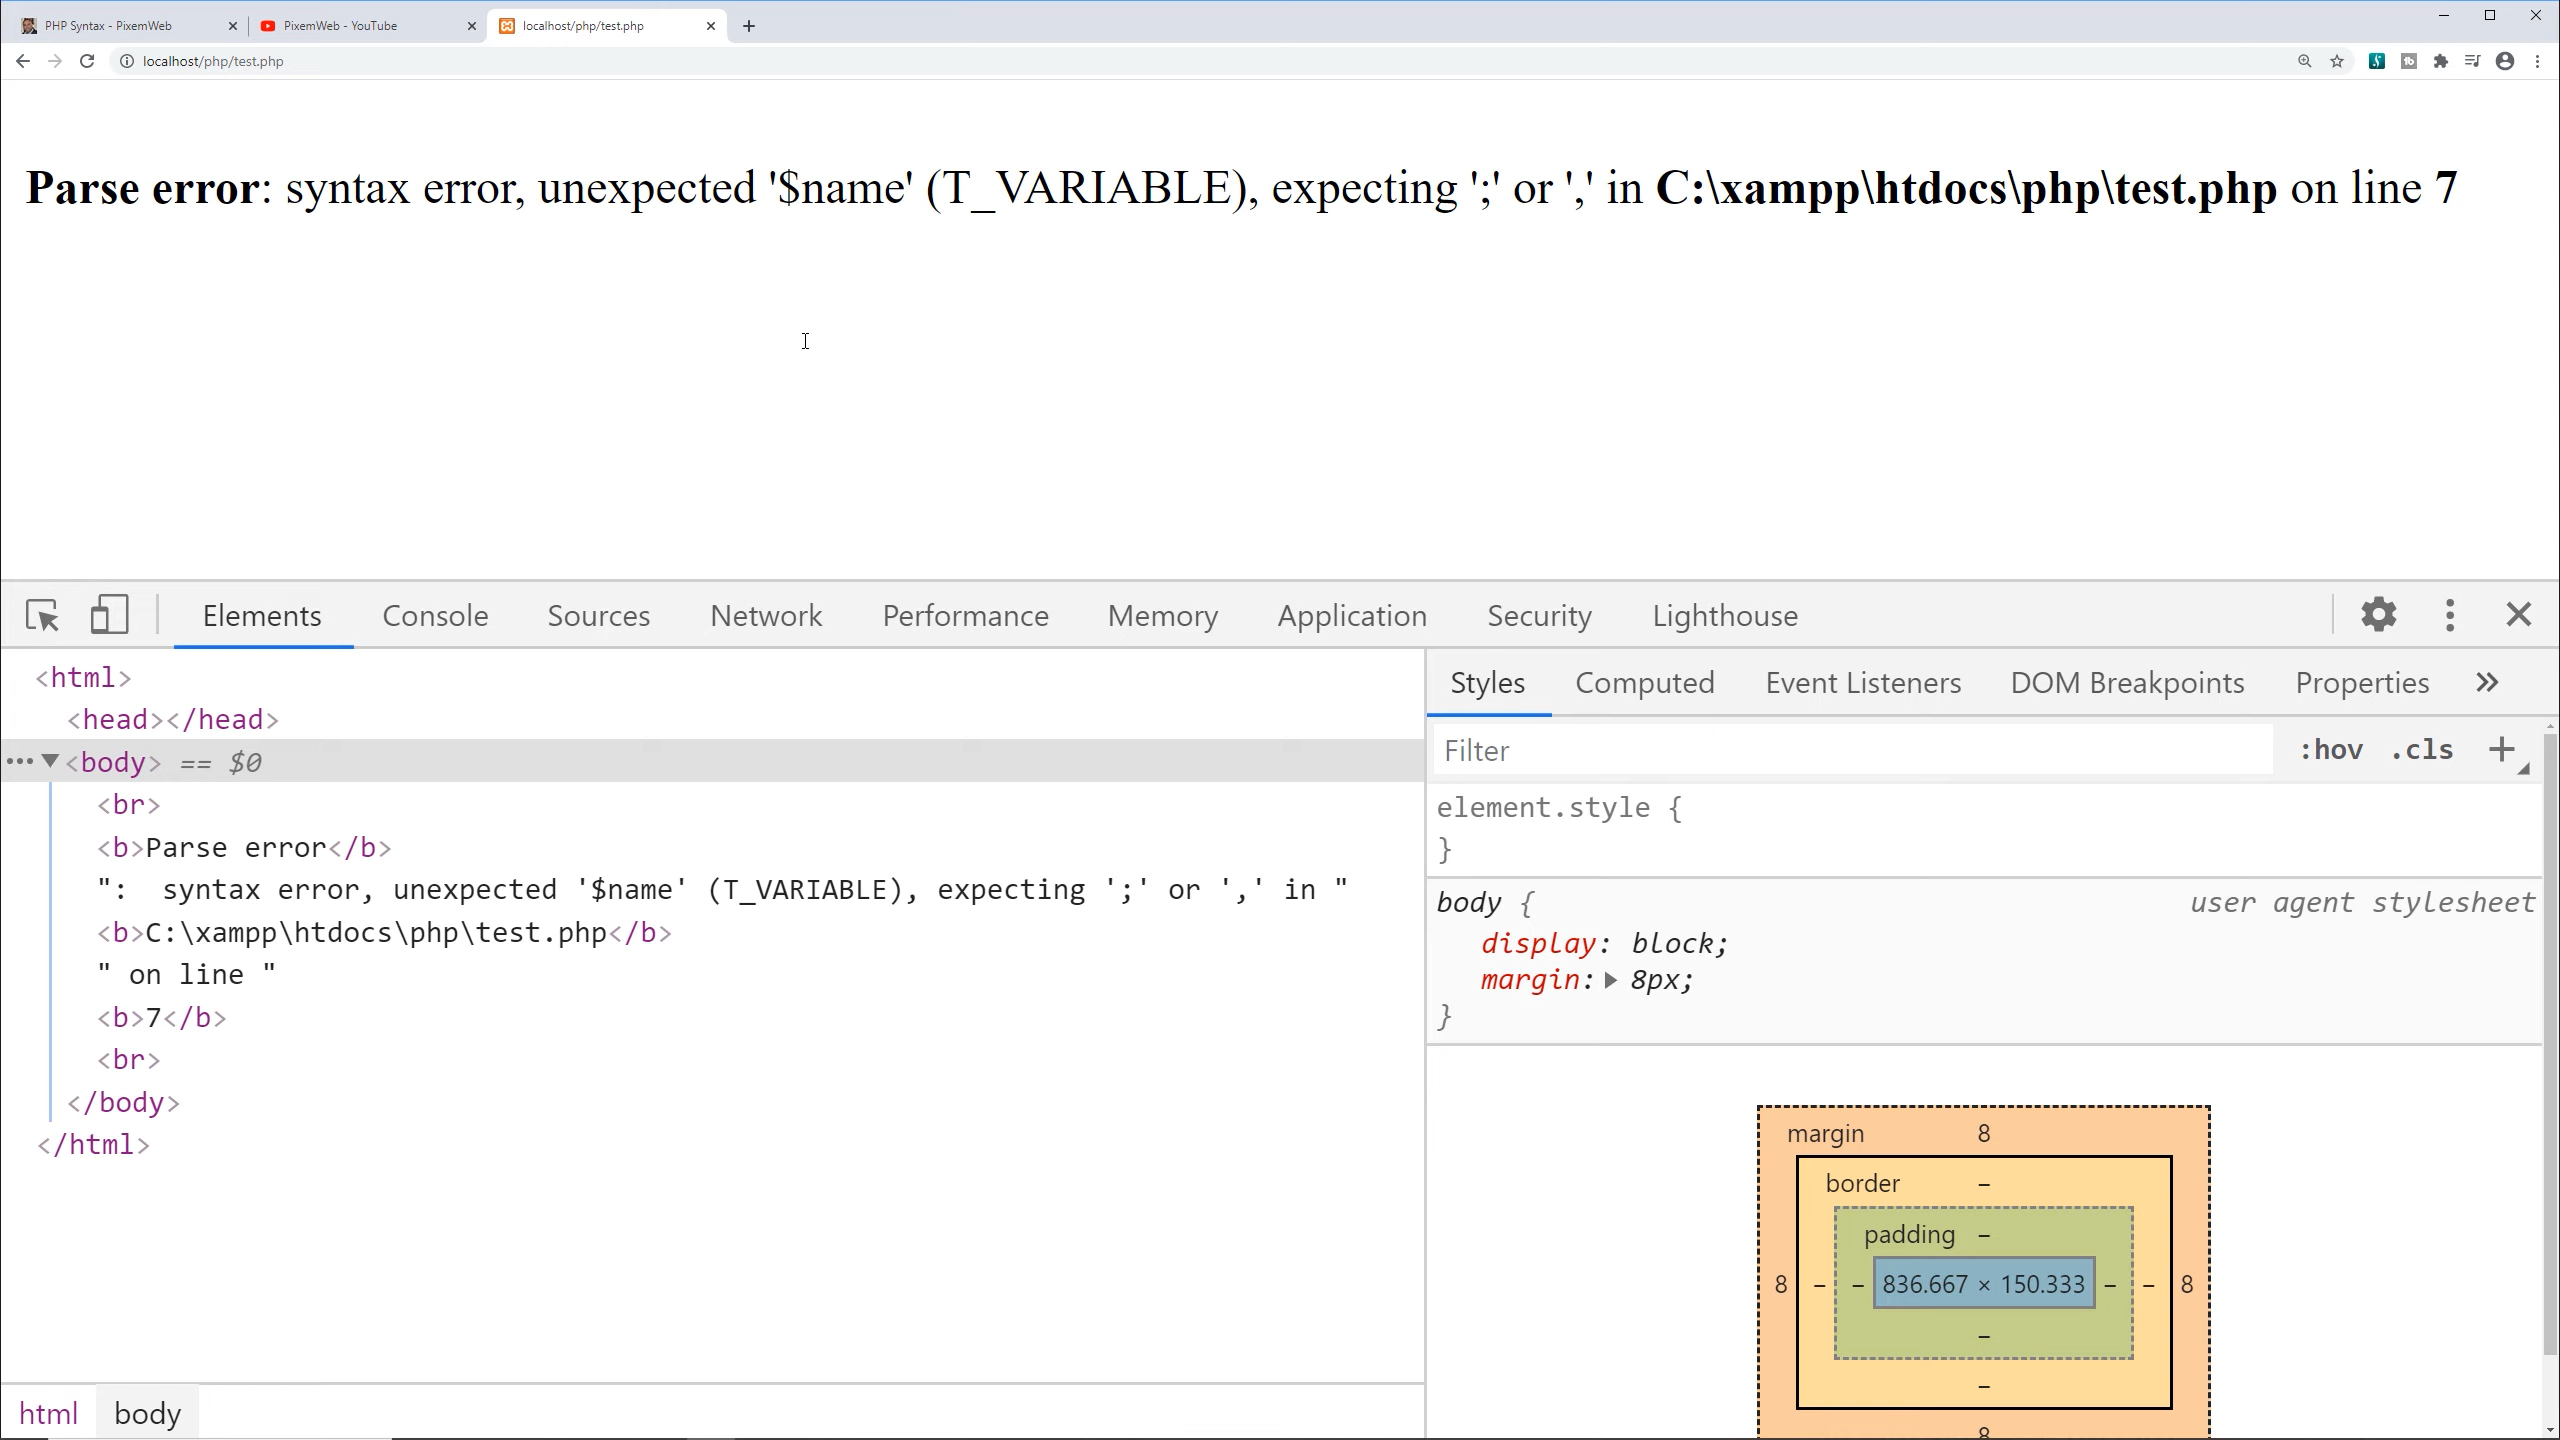 PHP Syntax - PixemWeb
PixemWeb - YouTube
localhost/php/test.php
localhost/php/test.php
Parse error: syntax error, unexpected '$name' (T_VARIABLE), expecting ';' or ',' in C:\xampp\htdocs\php\test.php on line 7
Elements Console Sources Network Performance Memory Application Security Lighthouse
<html>
<head></head>
<body> == $0
<br>
<b>Parse error</b>
":  syntax error, unexpected '$name' (T_VARIABLE), expecting ';' or ',' in "
<b>C:\xampp\htdocs\php\test.php</b>
" on line "
<b>7</b>
<br>
</body>
</html>
html body
Styles Computed Event Listeners DOM Breakpoints Properties »
Filter :hov .cls +
element.style {
}
body { user agent stylesheet
display: block;
margin: 8px;
}
margin 8
border –
padding –
8 – – 836.667 × 150.333 – – 8
–
–
8